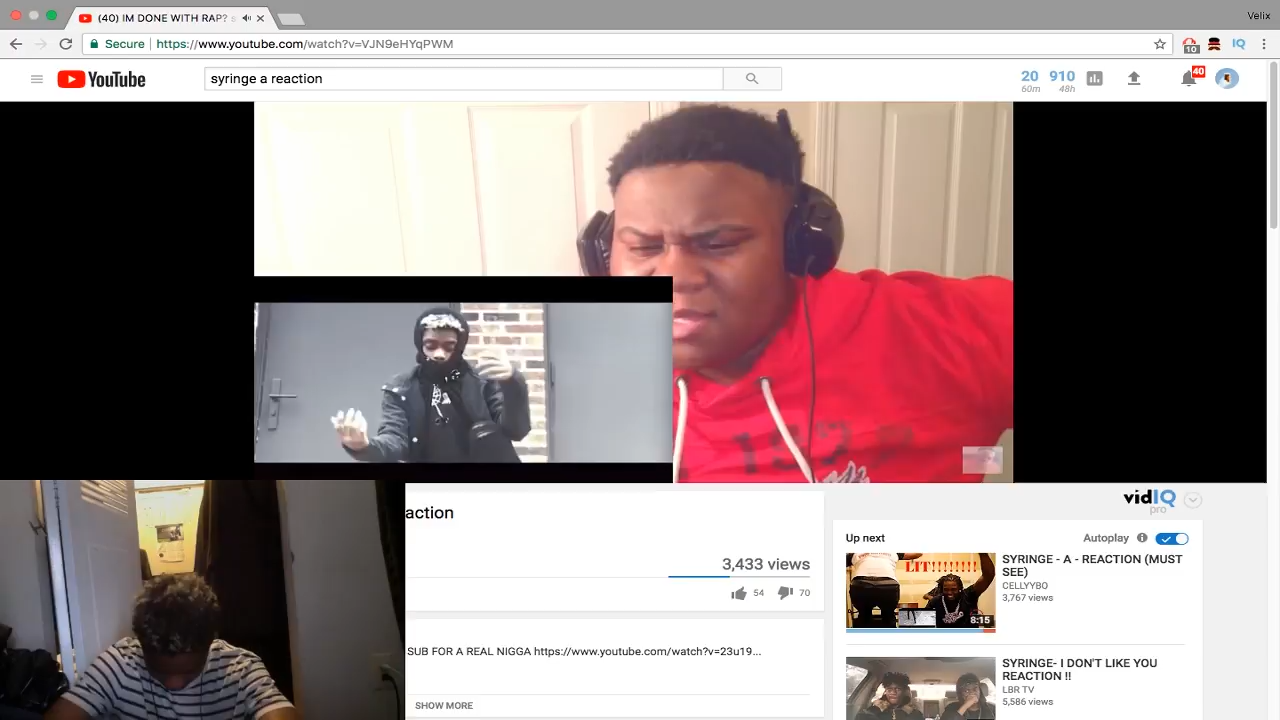 (40) IM DONE WITH RAP?
Velix
Secure
https://www.youtube.com/watch?v=VJN9eHYqPWM
10
IQ
YouTube
syringe a reaction
20
60m
910
48h
40
action
3,433 views
54
70
SUB FOR A REAL NIGGA https://www.youtube.com/watch?v=23u19...
SHOW MORE
vidIQ
pro
Up next
Autoplay
LIT!!!!!!!!!
8:15
SYRINGE - A - REACTION (MUST
SEE)
CELLYYBO
3,767 views
SYRINGE- I DON'T LIKE YOU
REACTION !!
LBR TV
5,586 views